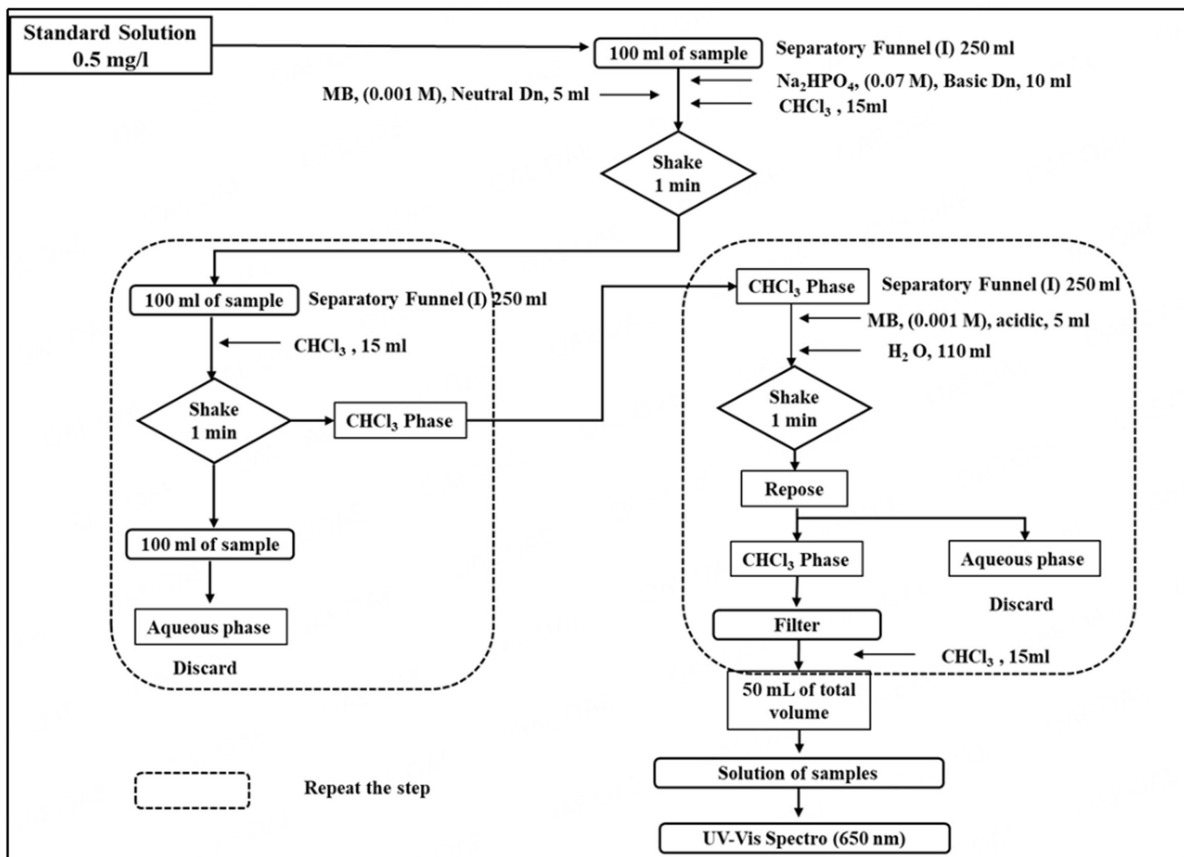 Standard Solution
0.5 mg/l
100 ml of sample
Separatory Funnel (I) 250 ml
Na₂HPO₄, (0.07 M), Basic Dn, 10 ml
MB, (0.001 M), Neutral Dn, 5 ml
CHCl₃ , 15ml
Shake
1 min
100 ml of sample
Separatory Funnel (I) 250 ml
CHCl₃ , 15 ml
Shake
1 min
CHCl₃ Phase
100 ml of sample
Aqueous phase
Discard
CHCl₃ Phase
Separatory Funnel (I) 250 ml
MB, (0.001 M), acidic, 5 ml
H₂ O, 110 ml
Shake
1 min
Repose
CHCl₃ Phase
Aqueous phase
Discard
Filter
CHCl₃ , 15ml
50 mL of total
volume
Solution of samples
UV-Vis Spectro (650 nm)
Repeat the step